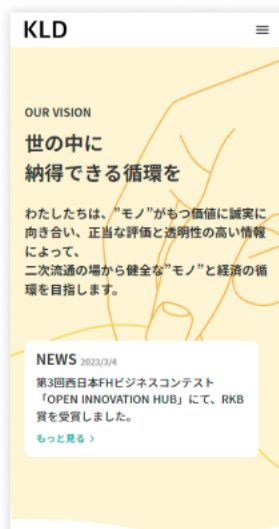 KLD
OUR VISION
世の中に
納得できる循環を
わたしたちは、”モノ”がもつ価値に誠実に
向き合い、正当な評価と透明性の高い情報
によって、
二次流通の場から健全な”モノ”と経済の循
環を目指します。
NEWS 2023/3/4
第3回西日本FHビジネスコンテスト
「OPEN INNOVATION HUB」にて、RKB
賞を受賞しました。
もっと見る >